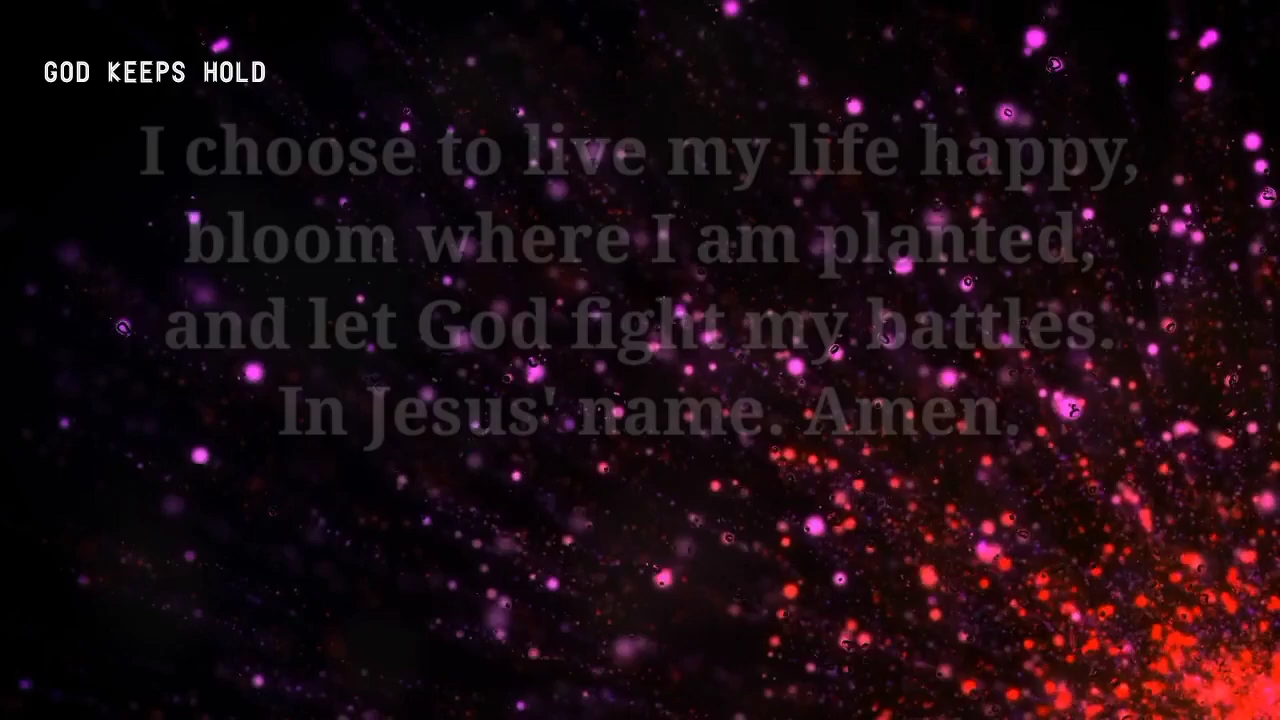 GOD KEEPS HOLD
I choose to live my life happy,
bloom where I am planted,
and let God fight my battles.
In Jesus' name. Amen.